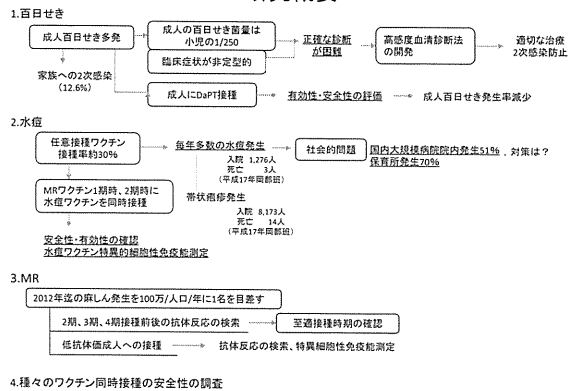 1.百日せき
成人百日せき多発
成人の百日せき菌量は
小児の1/250
臨床症状が非定型的
正確な診断
が困難
高感度血清診断法
の開発
適切な治療
2次感染防止
家族への2次感染
(12.6%)
成人にDaPT接種
有効性・安全性の評価
成人百日せき発生率減少
2.水痘
任意接種ワクチン
接種率約30%
毎年多数の水痘発生
入院 1,276人
死亡 3人
(平成17年岡部班)
社会的問題
国内大規模病院院内発生51%
保育所発生70%
. 対策は?
MRワクチン1期時、2期時に
水痘ワクチンを同時接種
帯状疱疹発生
入院 8,173人
死亡 14人
(平成17年岡部班)
安全性・有効性の確認
水痘ワクチン特異的細胞性免疫能測定
3.MR
2012年迄の麻しん発生を100万/人口/年に1名を目差す
2期、3期、4期接種前後の抗体反応の検索
至適接種時期の確認
低抗体価成人への接種
抗体反応の検索、特異細胞性免疫能測定
4.種々のワクチン同時接種の安全性の調査